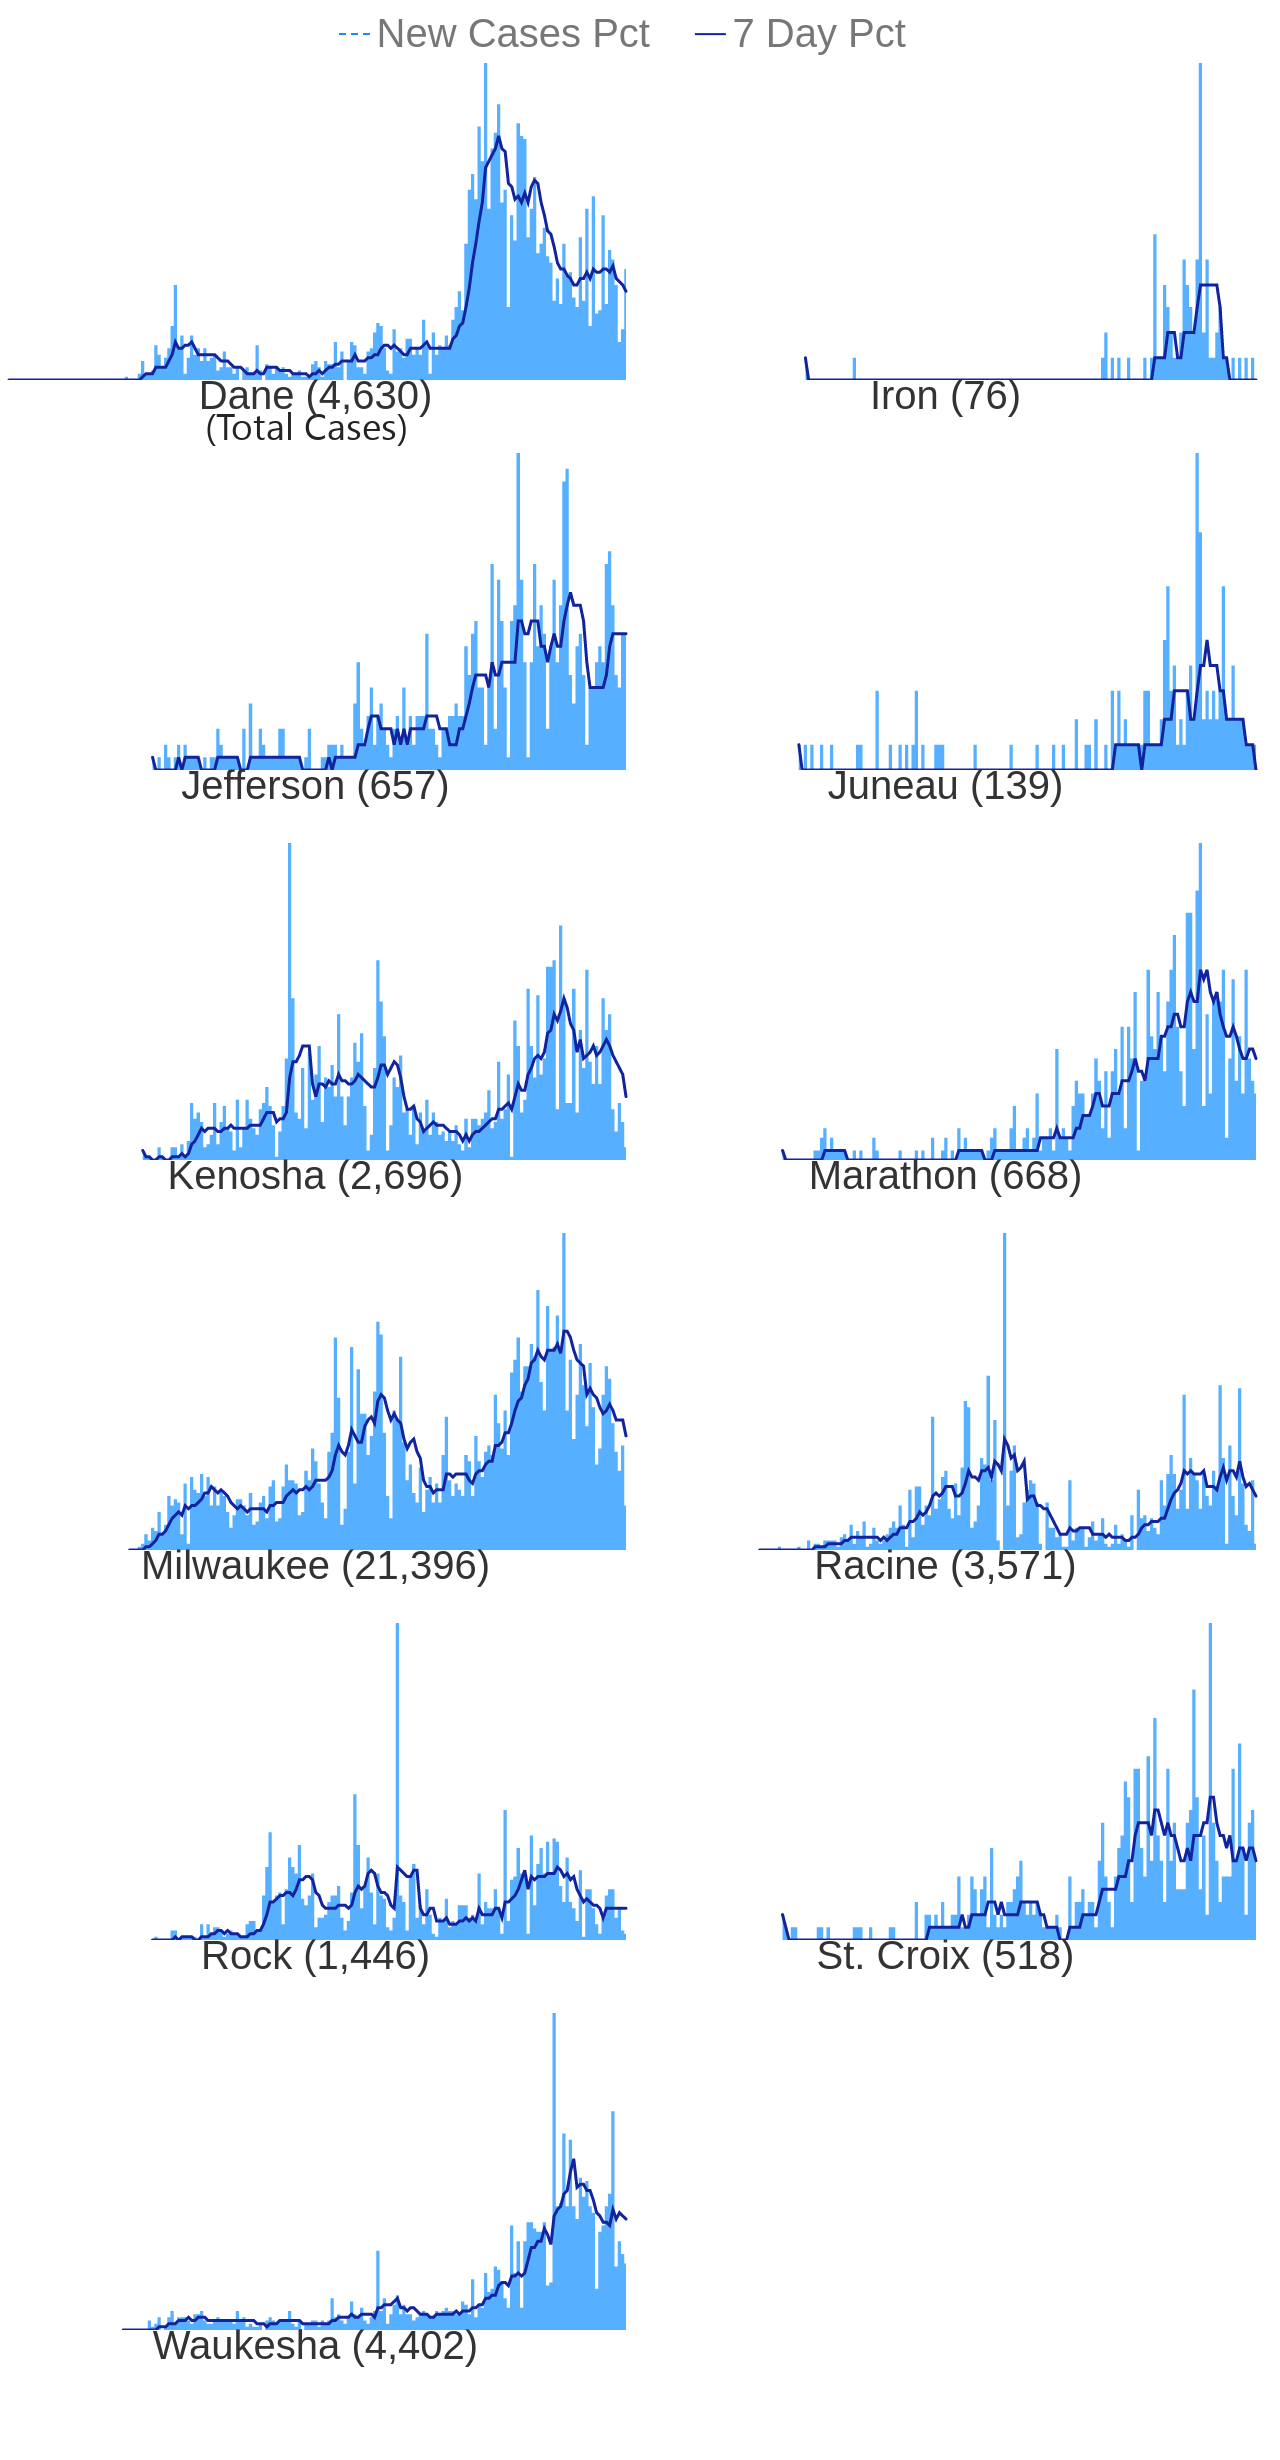 New Cases Pct 7 Day Pct
Dane (4,630) Iron (76)
(Total Cases)
Jefferson (657) Juneau (139)
Kenosha (2,696) Marathon (668)
Milwaukee (21,396) Racine (3,571)
Rock (1,446) St. Croix (518)
Waukesha (4,402)